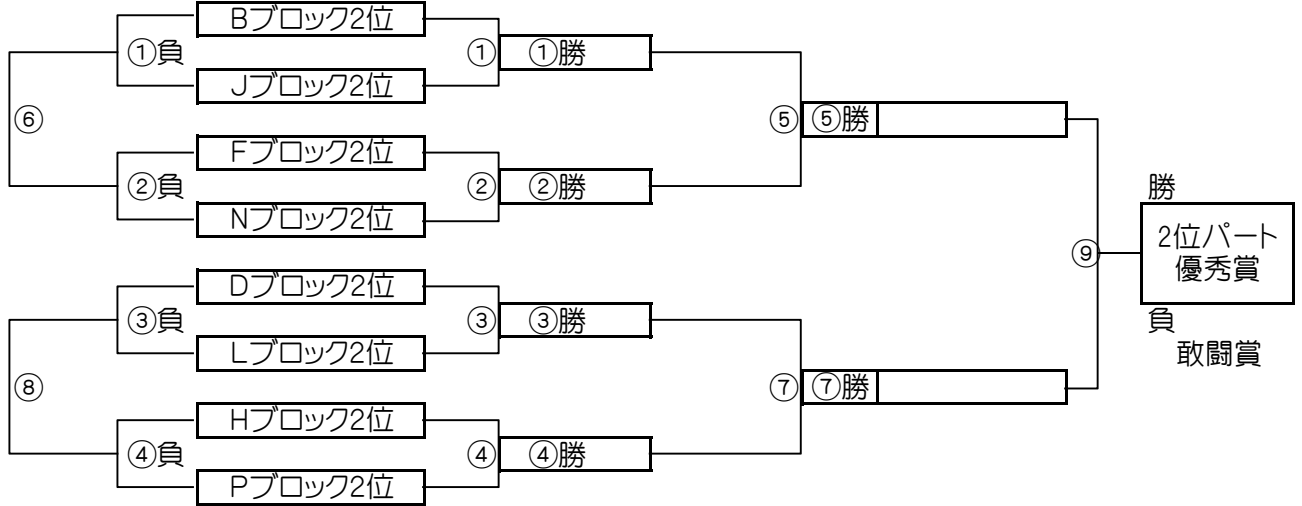 Bブロック2位
①負
①
①勝
Jブロック2位
⑥
⑤
⑤勝
Fブロック2位
②負
②
②勝
Nブロック2位
勝
2位パート
優秀賞
⑨
負
敢闘賞
Dブロック2位
③負
③
③勝
Lブロック2位
⑧
⑦
⑦勝
Hブロック2位
④負
④
④勝
Pブロック2位